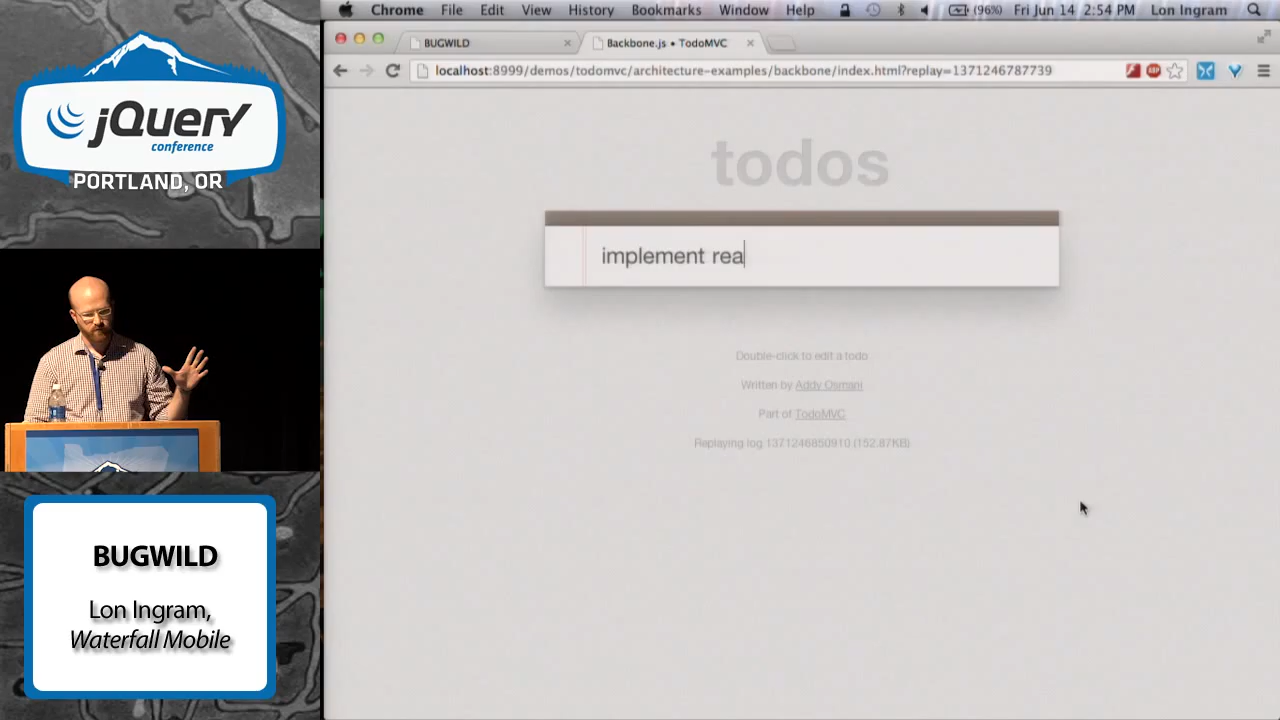 jQuery
conference
PORTLAND, OR
BUGWILD
Lon Ingram,
Waterfall Mobile
Chrome File Edit View History Bookmarks Window Help (96%) Fri Jun 14 2:54 PM Lon Ingram
BUGWILD × Backbone.js • TodoMVC ×
localhost:8999/demos/todomvc/architecture-examples/backbone/index.html?replay=1371246787739
todos
implement rea
Double-click to edit a todo
Written by Addy Osmani
Part of TodoMVC
Replaying log 1371246850910 (152.87KB)